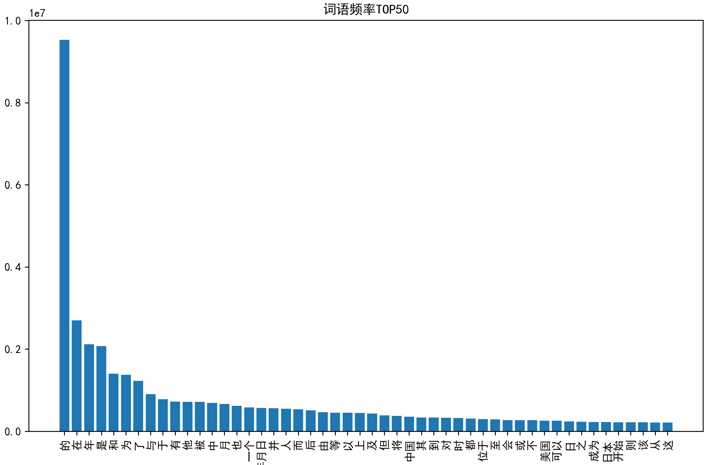 词语频率TOP50
1e7
1.0
0.8
0.6
0.4
0.2
0.0
的
在
年
是
和
为
了
与
于
有
他
被
中
月
也
一个
年月日
并
人
而
后
由
等
以
上
及
但
将
中国
其
到
对
时
都
位于
至
会
或
不
美国
可以
日
之
成为
日本
开始
则
该
从
这